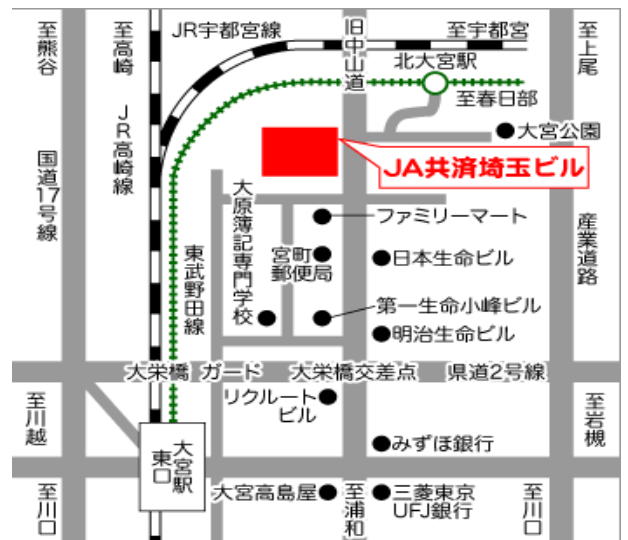 至熊谷
至高崎
JR宇都宮線
旧中山道
至宇都宮
至上尾
北大宮駅
至春日部
JR高崎線
大宮公園
国道17号線
JA共済埼玉ビル
大原簿記専門学校
ファミリーマート
産業道路
東武野田線
宮町
郵便局
日本生命ビル
第一生命小峰ビル
明治生命ビル
大栄橋 ガード
大栄橋交差点
県道2号線
至川越
リクルート
ビル
至岩槻
大宮駅
東口
みずほ銀行
至川口
大宮高島屋
至浦和
三菱東京
UFJ銀行
至川口